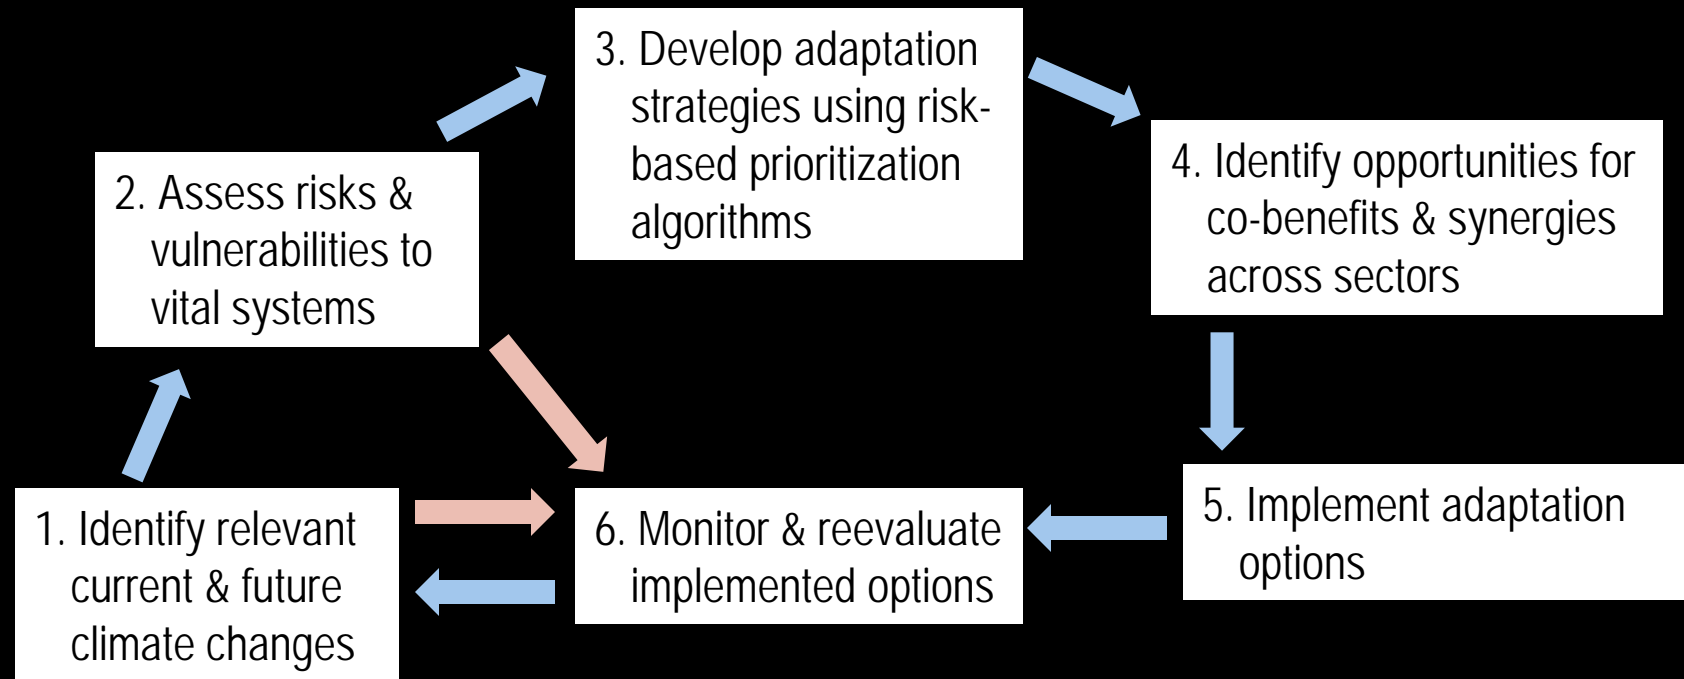 1. Identify relevant
current & future
climate changes
2. Assess risks &
vulnerabilities to
vital systems
3. Develop adaptation
strategies using risk-
based prioritization
algorithms
4. Identify opportunities for
co-benefits & synergies
across sectors
5. Implement adaptation
options
6. Monitor & reevaluate
implemented options